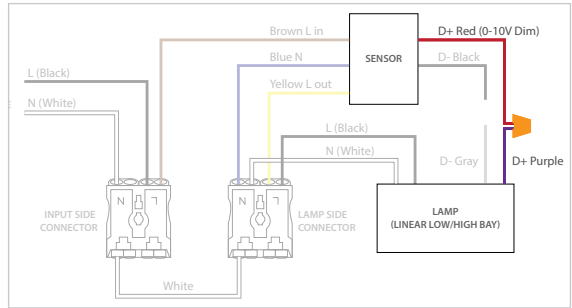 Brown L in
D+ Red (0-10V Dim)
Blue N
SENSOR
D- Black
L (Black)
Yellow L out
N (White)
L (Black)
N (White)
D- Gray
D+ Purple
N
L
N
L
INPUT SIDE
CONNECTOR
LAMP SIDE
CONNECTOR
LAMP
(LINEAR LOW/HIGH BAY)
White